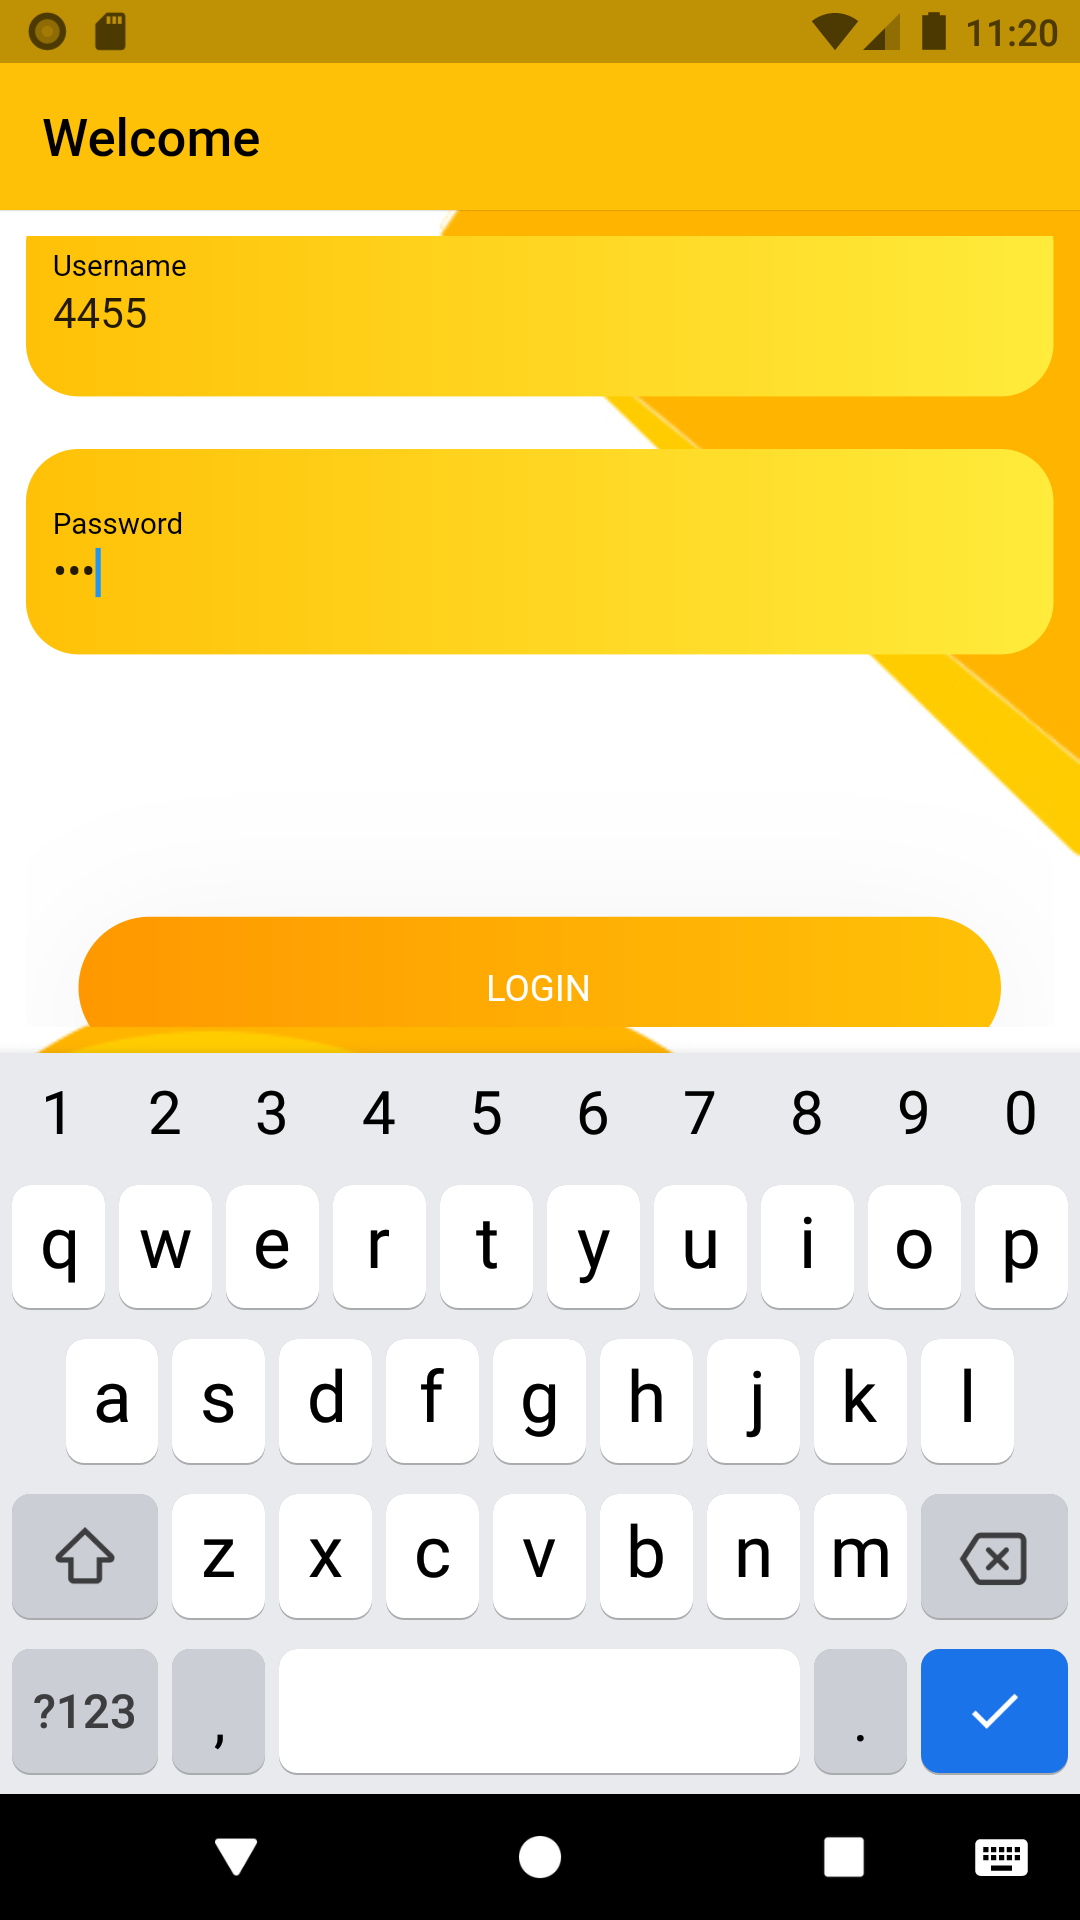 11:20
Welcome
Username
4455
Password
•••
LOGIN
1 2 3 4 5 6 7 8 9 0
q w e r t y u i o p
a s d f g h j k l
z x c v b n m
?123 , .